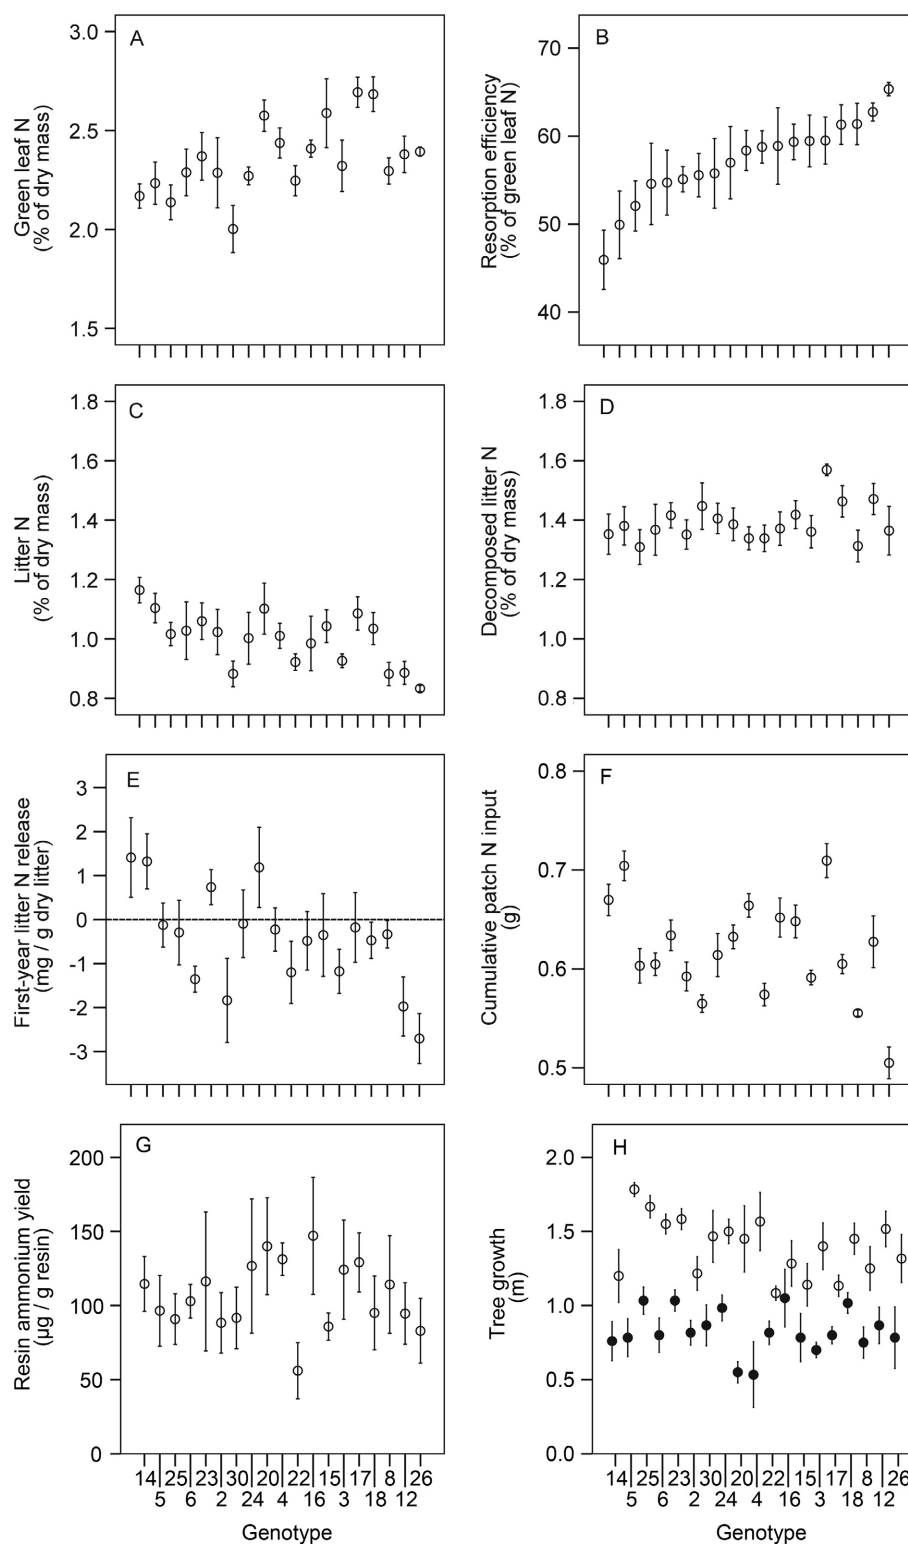 A
Green leaf N
(% of dry mass)
3.0
2.5
2.0
1.5
B
Resorption efficiency
(% of green leaf N)
70
60
50
40
C
Litter N
(% of dry mass)
1.8
1.6
1.4
1.2
1.0
0.8
D
Decomposed litter N
(% of dry mass)
1.8
1.6
1.4
1.2
1.0
0.8
E
First-year litter N release
(mg / g dry litter)
3
2
1
0
-1
-2
-3
F
Cumulative patch N input
(g)
0.8
0.7
0.6
0.5
G
Resin ammonium yield
(µg / g resin)
200
150
100
50
0
14 25 23 30 20 22 15 17 8 26
5 6 2 24 4 16 3 18 12
Genotype
H
Tree growth
(m)
2.0
1.5
1.0
0.5
0.0
14 25 23 30 20 22 15 17 8 26
5 6 2 24 4 16 3 18 12
Genotype